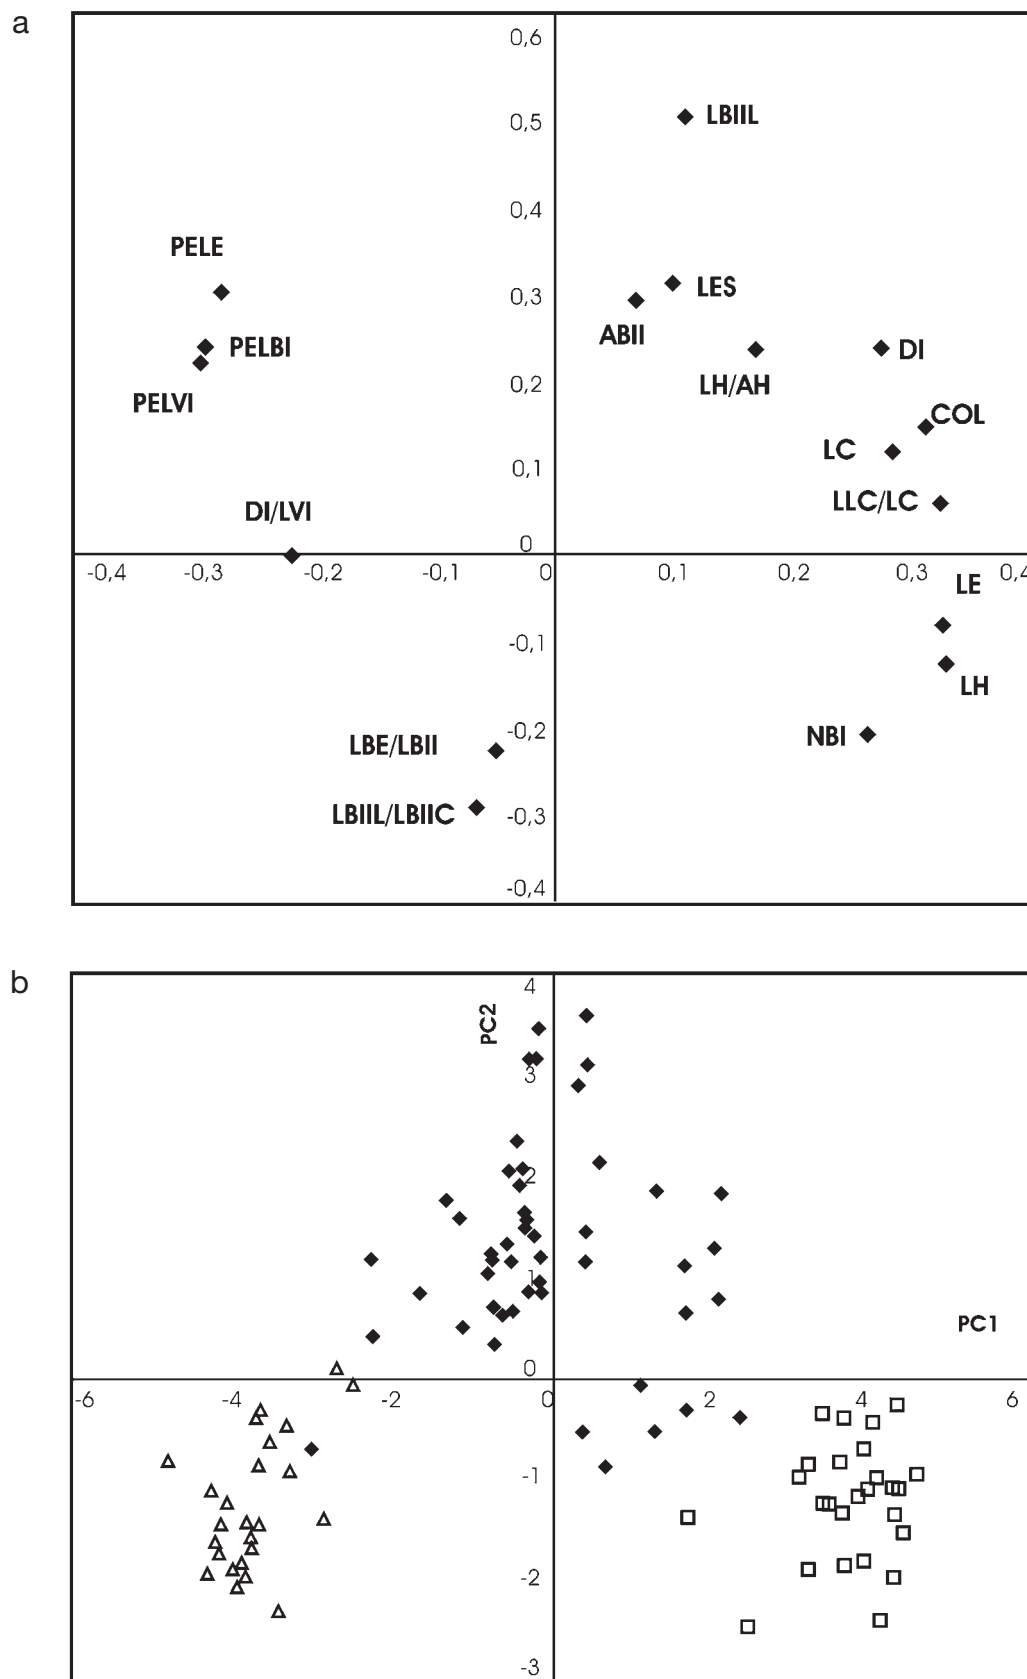 a
0,6
LBIIL
0,5
0,4
PELE
0,3
LES
ABII
PELBI
DI
0,2
LH/AH
PELVI
COL
LC
0,1
LLC/LC
DI/LVI
0
-0,4 -0,3 -0,2 -0,1 0 0,1 0,2 0,3 0,4
LE
-0,1
LH
-0,2
NBI
LBE/LBII
LBIIL/LBIIC
-0,3
-0,4
b
4
PC2
3
2
1
PC1
0
-6 -4 -2 0 2 4 6
-1
-2
-3